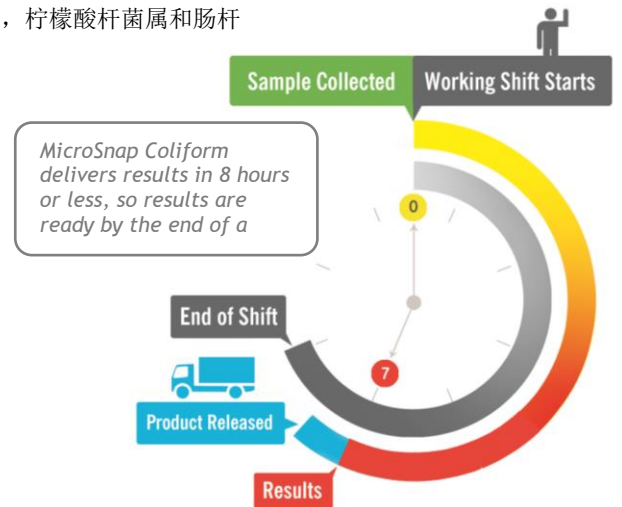 ，柠檬酸杆菌属和肠杆
Sample Collected
Working Shift Starts
MicroSnap Coliform
delivers results in 8 hours
or less, so results are
ready by the end of a
0
End of Shift
7
Product Released
Results